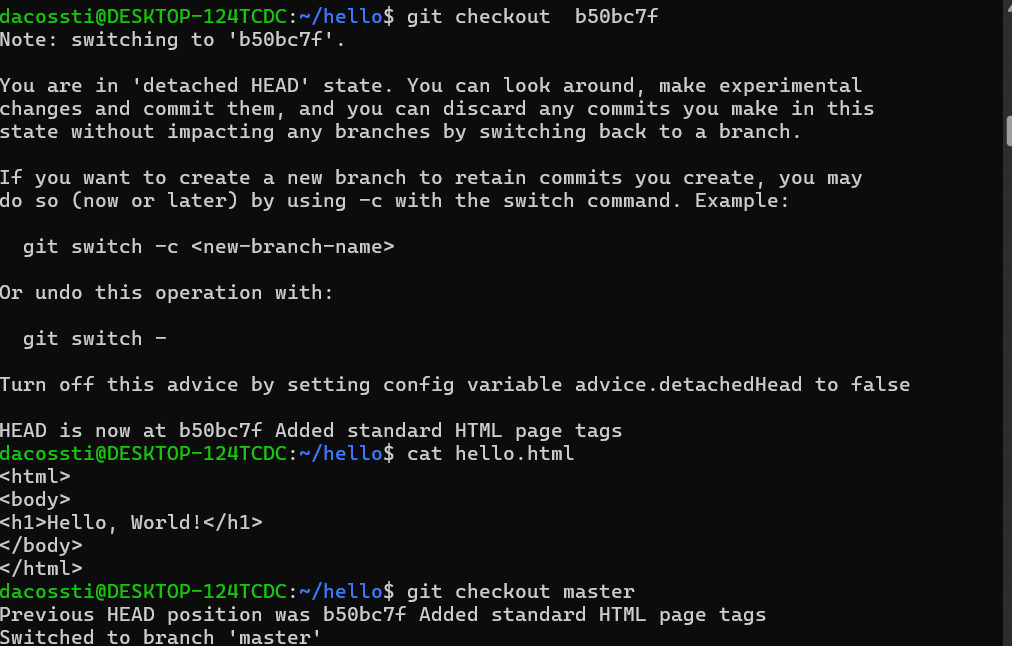 dacossti@DESKTOP-124TCDC:~/hello$ git checkout  b50bc7f
Note: switching to 'b50bc7f'.
You are in 'detached HEAD' state. You can look around, make experimental
changes and commit them, and you can discard any commits you make in this
state without impacting any branches by switching back to a branch.
If you want to create a new branch to retain commits you create, you may
do so (now or later) by using -c with the switch command. Example:
  git switch -c <new-branch-name>
Or undo this operation with:
  git switch -
Turn off this advice by setting config variable advice.detachedHead to false
HEAD is now at b50bc7f Added standard HTML page tags
dacossti@DESKTOP-124TCDC:~/hello$ cat hello.html
<html>
<body>
<h1>Hello, World!</h1>
</body>
</html>
dacossti@DESKTOP-124TCDC:~/hello$ git checkout master
Previous HEAD position was b50bc7f Added standard HTML page tags
Switched to branch 'master'